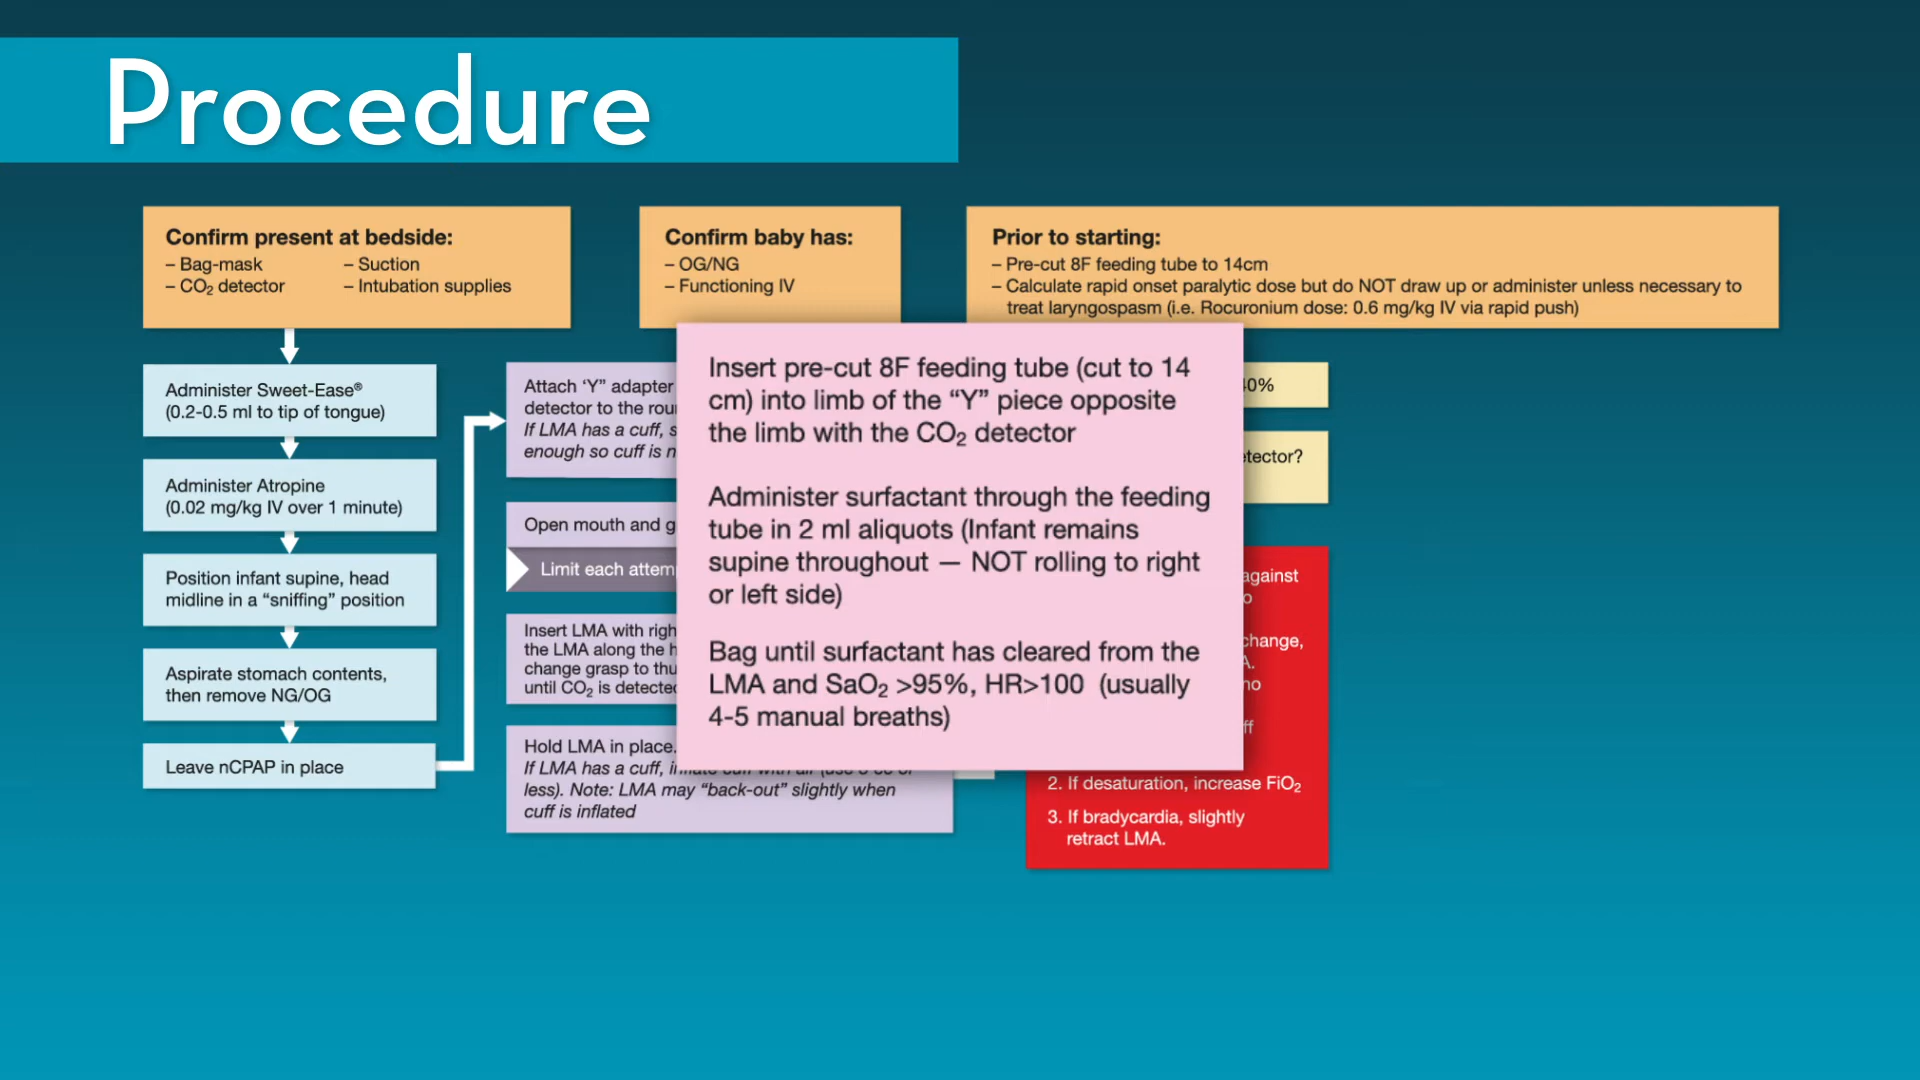 Procedure
Confirm present at bedside:
– Bag-mask
– CO₂ detector
– Suction
– Intubation supplies
Confirm baby has:
– OG/NG
– Functioning IV
Prior to starting:
– Pre-cut 8F feeding tube to 14cm
– Calculate rapid onset paralytic dose but do NOT draw up or administer unless necessary to
treat laryngospasm (i.e. Rocuronium dose: 0.6 mg/kg IV via rapid push)
Administer Sweet-Ease®
(0.2-0.5 ml to tip of tongue)
Administer Atropine
(0.02 mg/kg IV over 1 minute)
Position infant supine, head
midline in a “sniffing” position
Aspirate stomach contents,
then remove NG/OG
Leave nCPAP in place
Attach ‘Y” adapter
detector to the
If LMA has a cuff,
enough so cuff is
Open mouth and
Limit each
Insert LMA with
the LMA along the
change grasp to
until CO₂ is
Hold LMA in place.
If LMA has a cuff, inflate cuff with air (use 3 cc or
less). Note: LMA may “back-out” slightly when
cuff is inflated
Insert pre-cut 8F feeding tube (cut to 14
cm) into limb of the “Y” piece opposite
the limb with the CO₂ detector
Administer surfactant through the feeding
tube in 2 ml aliquots (Infant remains
supine throughout — NOT rolling to right
or left side)
Bag until surfactant has cleared from the
LMA and SaO₂ >95%, HR>100 (usually
4-5 manual breaths)
against
change,
2. If desaturation, increase FiO₂
3. If bradycardia, slightly
retract LMA.